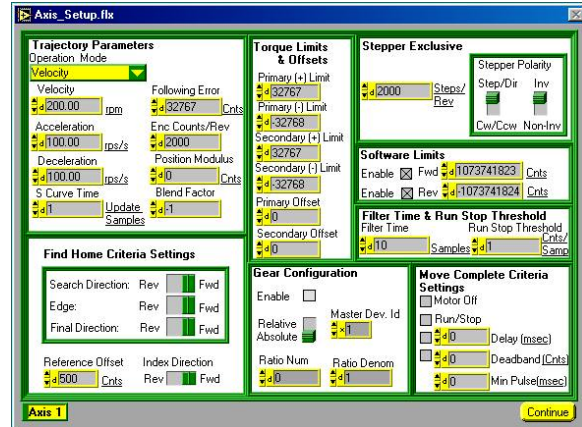 Axis_Setup.flx
Trajectory Parameters
Operation Mode
Velocity
Velocity
d 200.00 rpm
Following Error
d 32767 Cnts
Acceleration
d 100.00 rps/s
Enc Counts/Rev
d 2000
Deceleration
d 100.00 rps/s
Position Modulus
d 0 Cnts
S Curve Time
d 1 Update Samples
Blend Factor
d -1
Torque Limits
& Offsets
Primary (+) Limit
d 32767
Primary (-) Limit
d -32768
Secondary (+) Limit
d 32767
Secondary (-) Limit
d -32768
Primary Offset
d 0
Secondary Offset
d 0
Stepper Exclusive
d 2000 Steps/
Rev
Stepper Polarity
Step/Dir Inv
Cw/Ccw Non-Inv
Software Limits
Enable Fwd d 1073741823 Cnts
Enable Rev d -1073741824 Cnts
Filter Time & Run Stop Threshold
Filter Time Run Stop Threshold
d 10 Samples d 1 Cnts/
Samp
Find Home Criteria Settings
Search Direction: Rev Fwd
Edge: Rev Fwd
Final Direction: Rev Fwd
Reference Offset Index Direction
d 500 Cnts Rev Fwd
Gear Configuration
Enable
Relative
Absolute
Master Dev. Id
x 1
Ratio Num Ratio Denom
d 0 d 1
Move Complete Criteria
Settings
Motor Off
Run/Stop
d 0 Delay (msec)
d 0 Deadband (Cnts)
d 0 Min Pulse(msec)
Axis 1
Continue